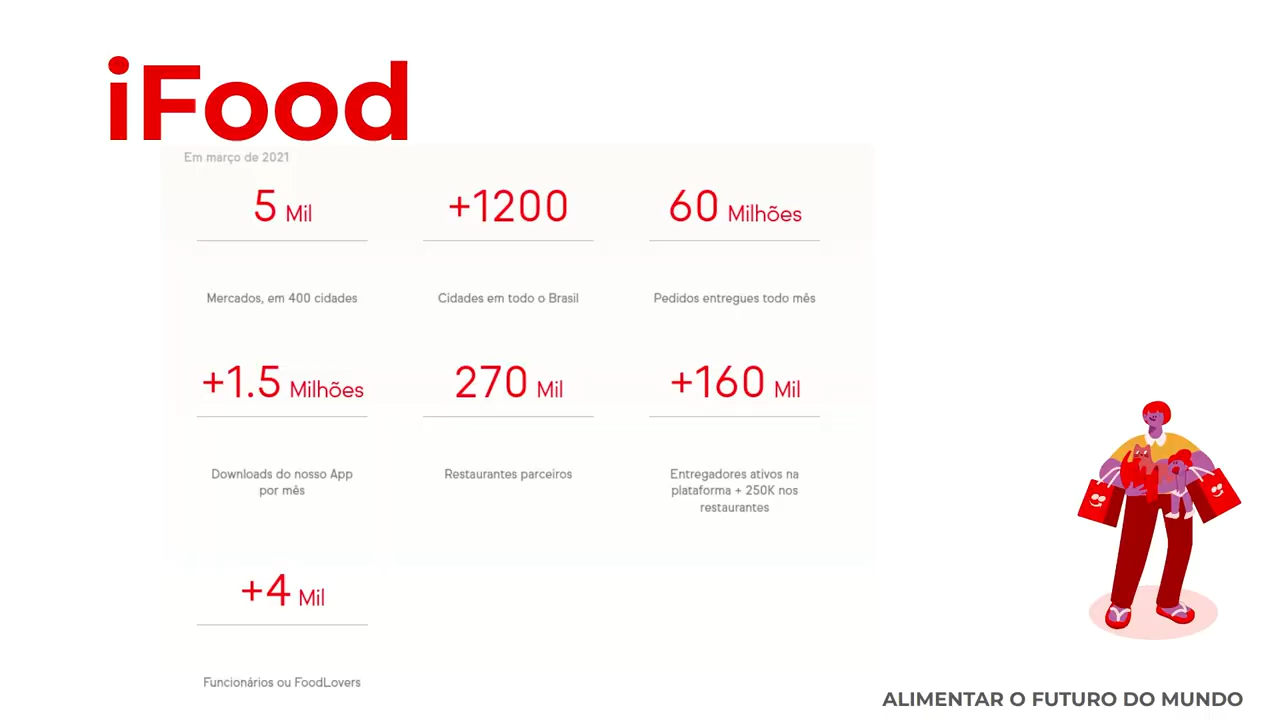 iFood
Em março de 2021
5 Mil
+1200
60 Milhões
Mercados, em 400 cidades
Cidades em todo o Brasil
Pedidos entregues todo mês
+1.5 Milhões
270 Mil
+160 Mil
Downloads do nosso App
por mês
Restaurantes parceiros
Entregadores ativos na
plataforma + 250K nos
restaurantes
+4 Mil
Funcionários ou FoodLovers
ALIMENTAR O FUTURO DO MUNDO